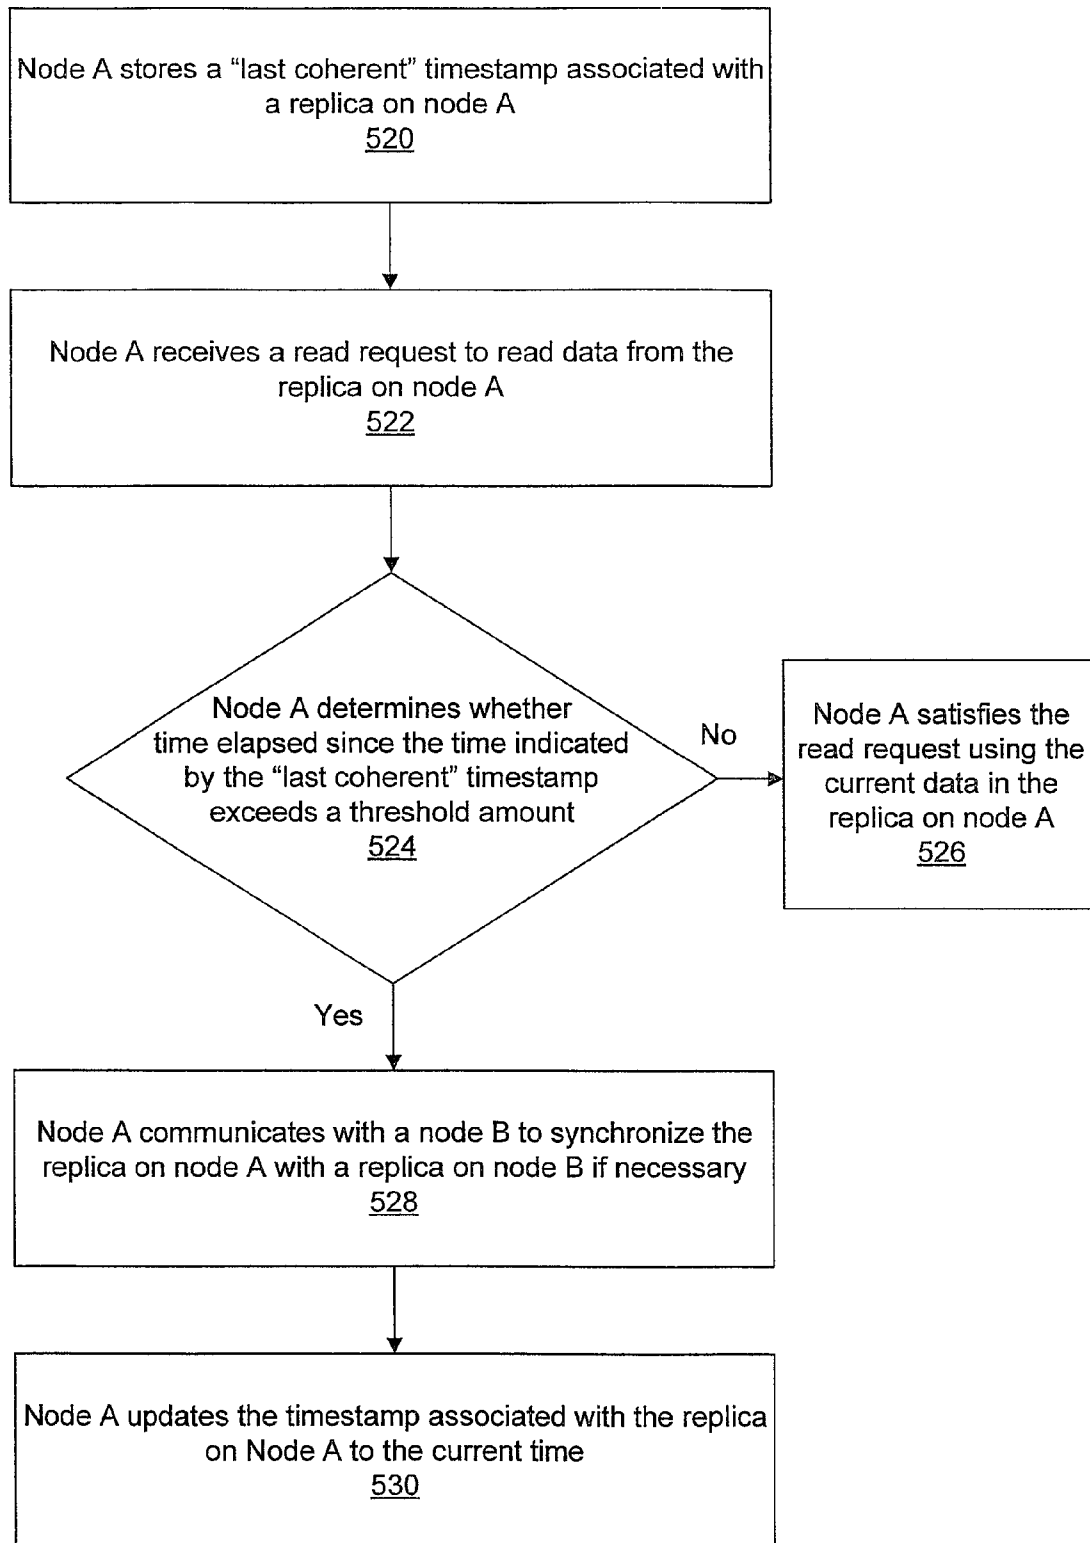 Node A stores a “last coherent” timestamp associated with
a replica on node A
520
Node A receives a read request to read data from the
replica on node A
522
Node A determines whether
time elapsed since the time indicated
by the “last coherent” timestamp
exceeds a threshold amount
524
No
Node A satisfies the
read request using the
current data in the
replica on node A
526
Yes
Node A communicates with a node B to synchronize the
replica on node A with a replica on node B if necessary
528
Node A updates the timestamp associated with the replica
on Node A to the current time
530